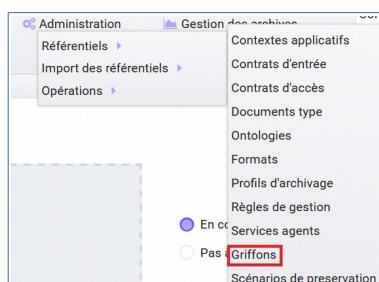 Administration
Gestion des archives
Référentiels
Import des référentiels
Opérations
Contextes applicatifs
Contrats d'entrée
Contrats d'accès
Documents type
Ontologies
Formats
Profils d'archivage
Règles de gestion
Services agents
Griffons
Scénarios de preservation
En
Pas